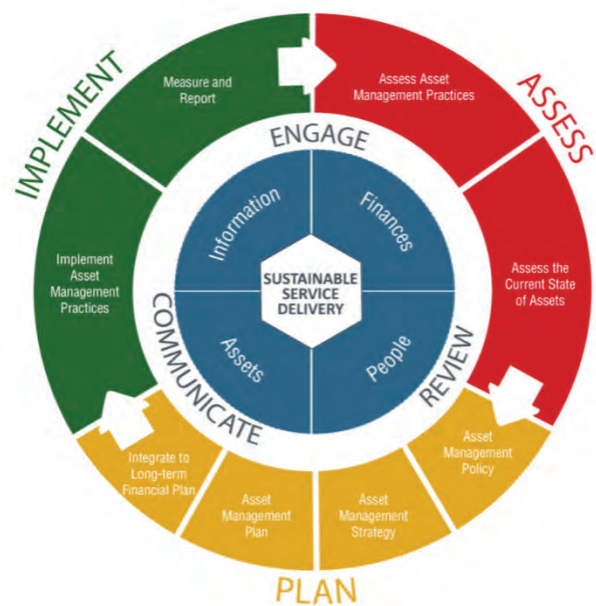 IMPLEMENT
ASSESS
PLAN
Measure and
Report
Assess Asset
Management Practices
Assess the
Current State
of Assets
Asset
Management
Policy
Asset
Management
Strategy
Asset
Management
Plan
Integrate to
Long-term
Financial Plan
Implement
Asset
Management
Practices
ENGAGE
REVIEW
COMMUNICATE
Information
Finances
People
Assets
SUSTAINABLE
SERVICE
DELIVERY